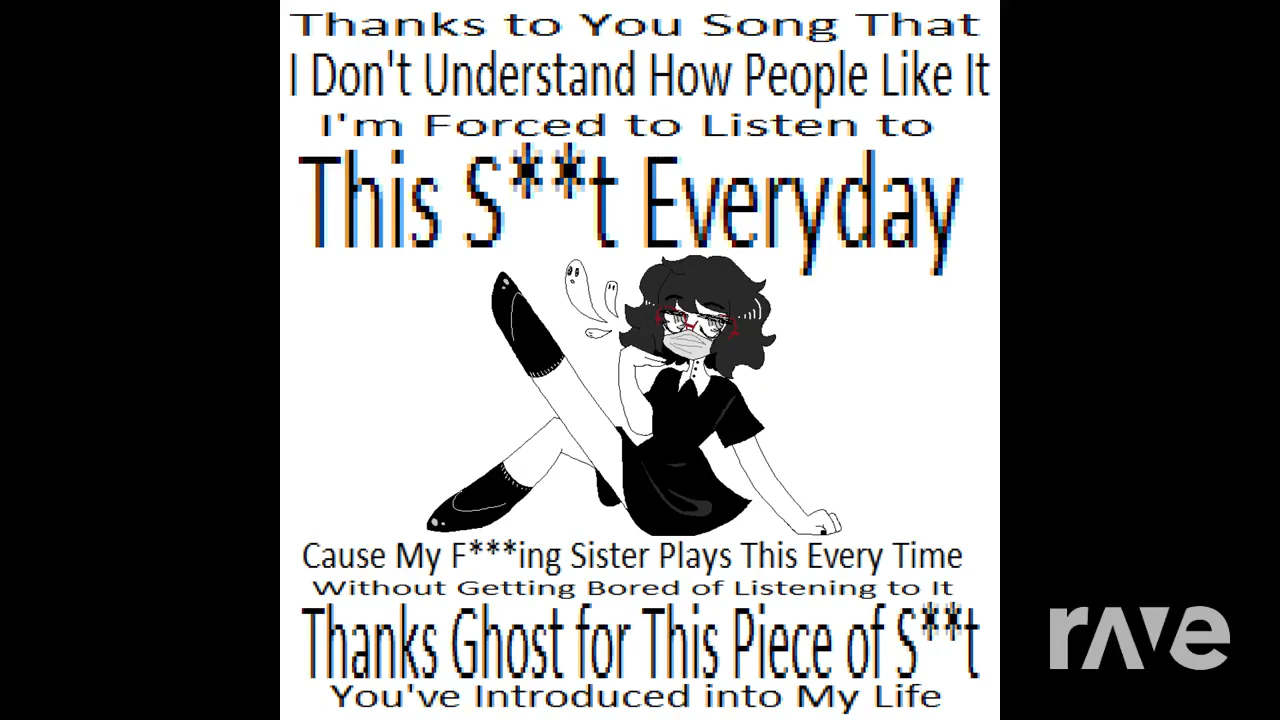 Thanks to You Song That
I Don't Understand How People Like It
I'm Forced to Listen to
This S**t Everyday
Cause My F***ing Sister Plays This Every Time
Without Getting Bored of Listening to It
Thanks Ghost for This Piece of S**t
You've Introduced into My Life
rave